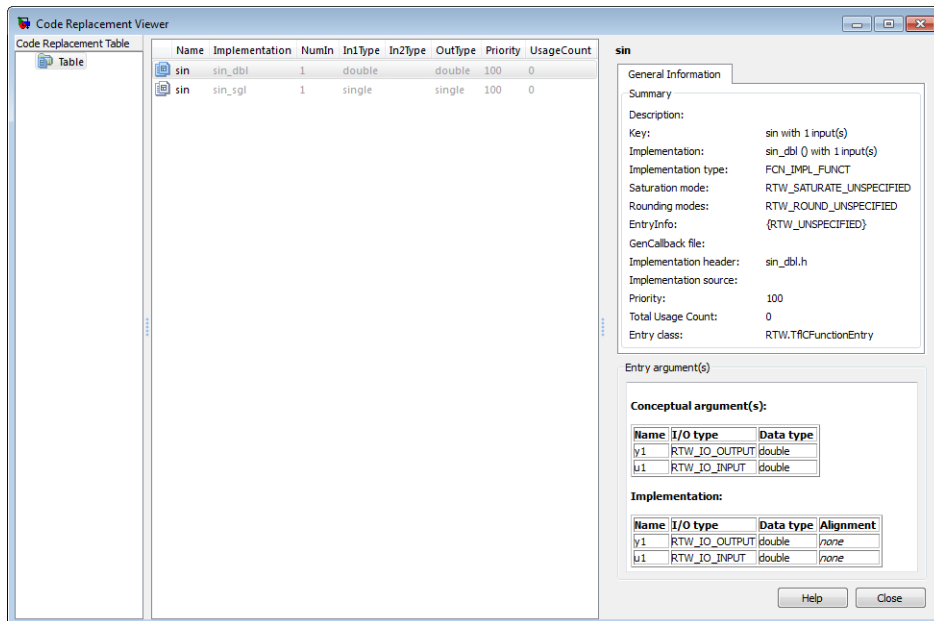 Code Replacement Viewer
Code Replacement Table
Table
Name Implementation NumIn In1Type In2Type OutType Priority UsageCount
sin sin_dbl 1 double double 100 0
sin sin_sgl 1 single single 100 0
sin
General Information
Summary
Description:
Key: sin with 1 input(s)
Implementation: sin_dbl () with 1 input(s)
Implementation type: FCN_IMPL_FUNCT
Saturation mode: RTW_SATURATE_UNSPECIFIED
Rounding modes: RTW_ROUND_UNSPECIFIED
EntryInfo: {RTW_UNSPECIFIED}
GenCallback file:
Implementation header: sin_dbl.h
Implementation source:
Priority: 100
Total Usage Count: 0
Entry class: RTW.TflCFunctionEntry
Entry argument(s)
Conceptual argument(s):
Name I/O type Data type
y1 RTW_IO_OUTPUT double
u1 RTW_IO_INPUT double
Implementation:
Name I/O type Data type Alignment
y1 RTW_IO_OUTPUT double none
u1 RTW_IO_INPUT double none
Help Close